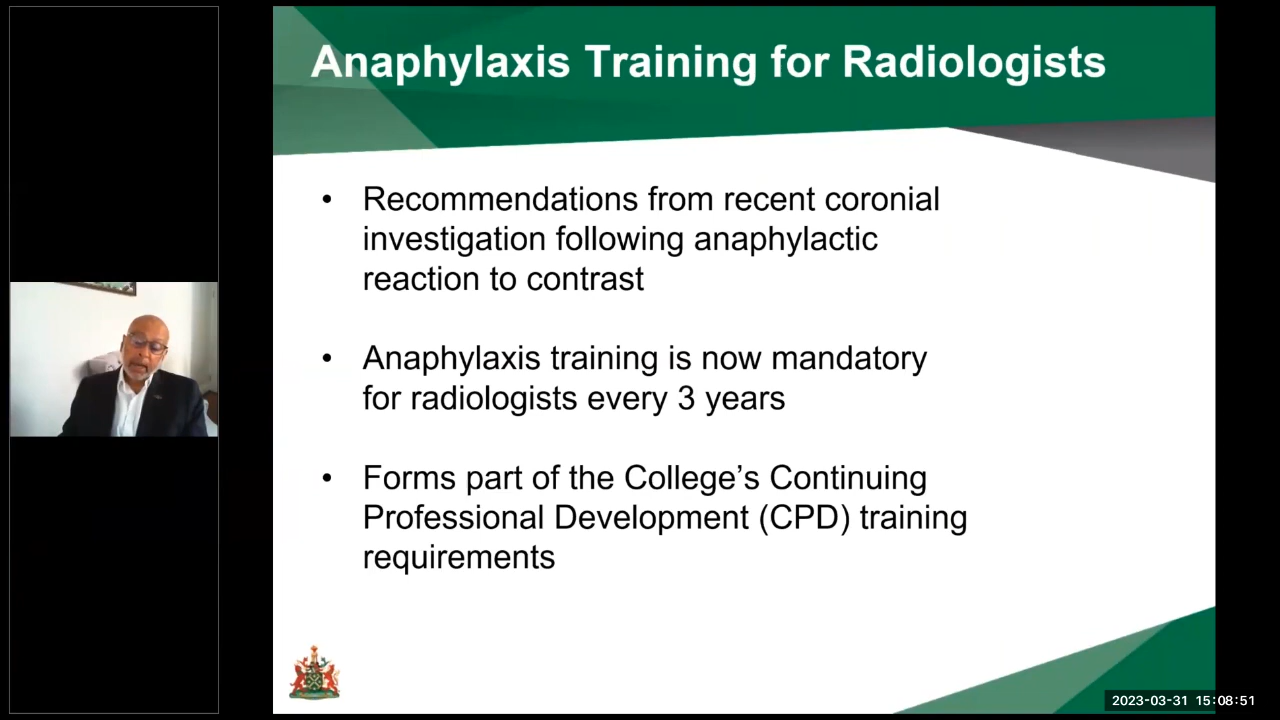 Anaphylaxis Training for Radiologists
• Recommendations from recent coronial
investigation following anaphylactic
reaction to contrast
• Anaphylaxis training is now mandatory
for radiologists every 3 years
• Forms part of the College’s Continuing
Professional Development (CPD) training
requirements
2023-03-31 15:08:51